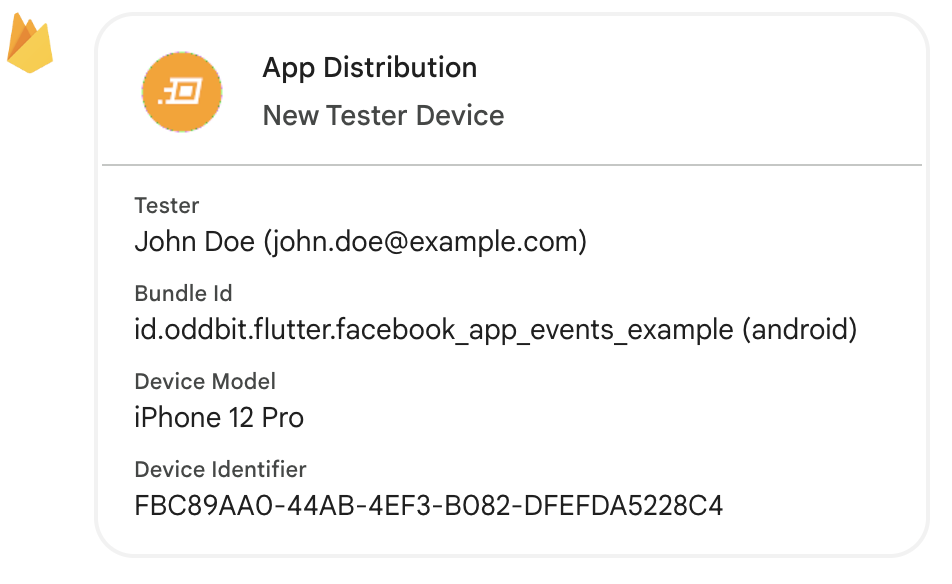 App Distribution
New Tester Device
Tester
John Doe (john.doe@example.com)
Bundle Id
id.oddbit.flutter.facebook_app_events_example (android)
Device Model
iPhone 12 Pro
Device Identifier
FBC89AA0-44AB-4EF3-B082-DFEFDA5228C4